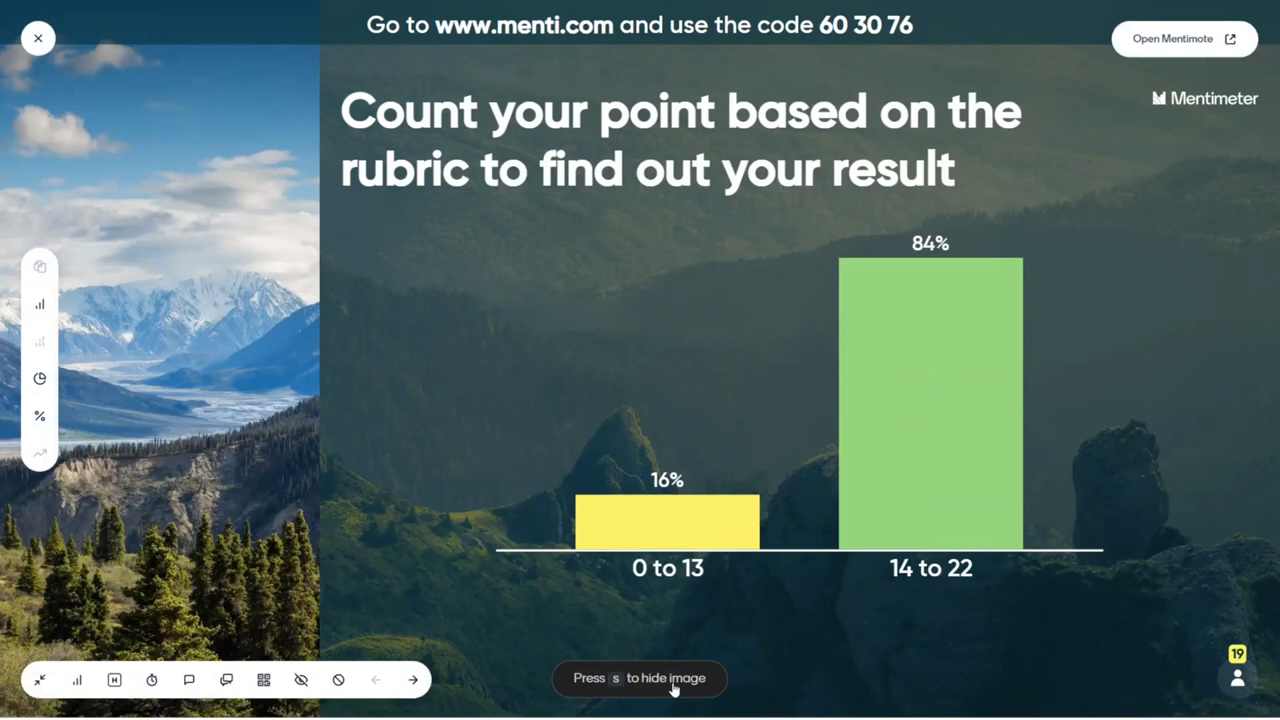 Go to www.menti.com and use the code 60 30 76
Open Mentimote
Mentimeter
Count your point based on the
rubric to find out your result
84%
16%
0 to 13
14 to 22
Press s to hide image
19
H
%